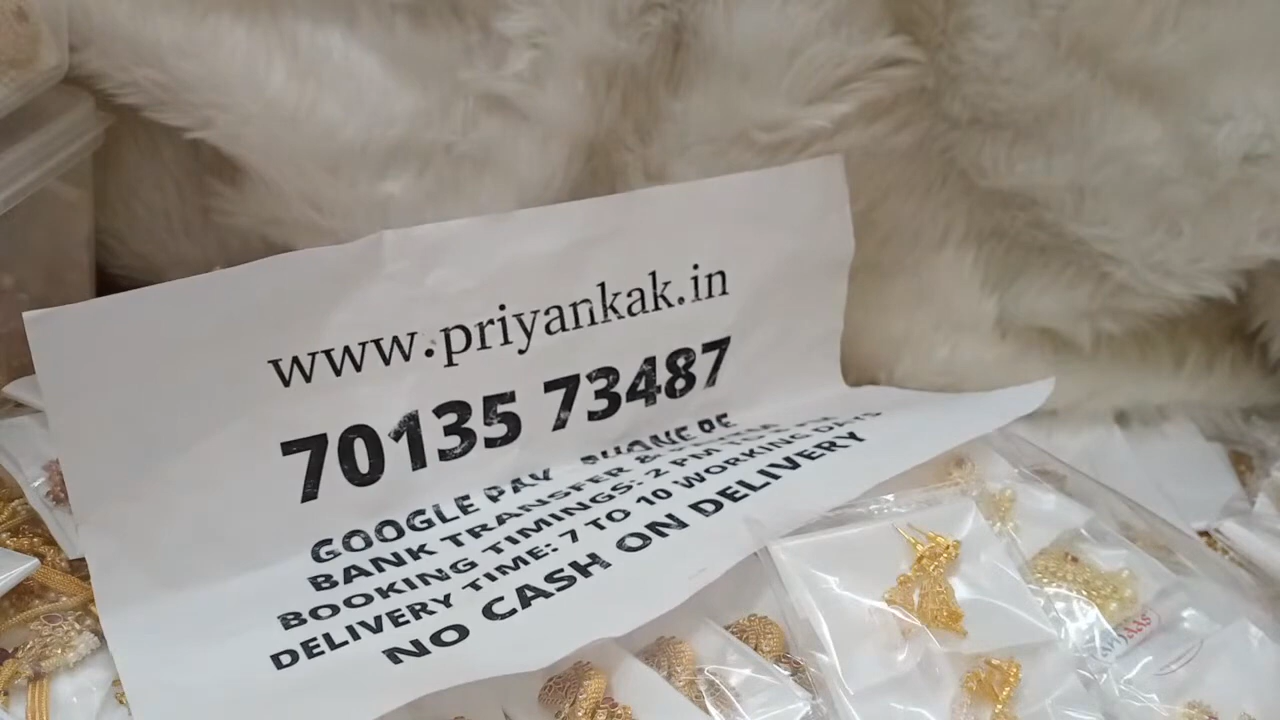 www.priyankak.in
70135 73487
GOOGLE PAY PHONE PE
BANK TRANSFER &
BOOKING TIMINGS: 2 PM TO
DELIVERY TIME: 7 TO 10 WORKING DAYS
NO CASH ON DELIVERY